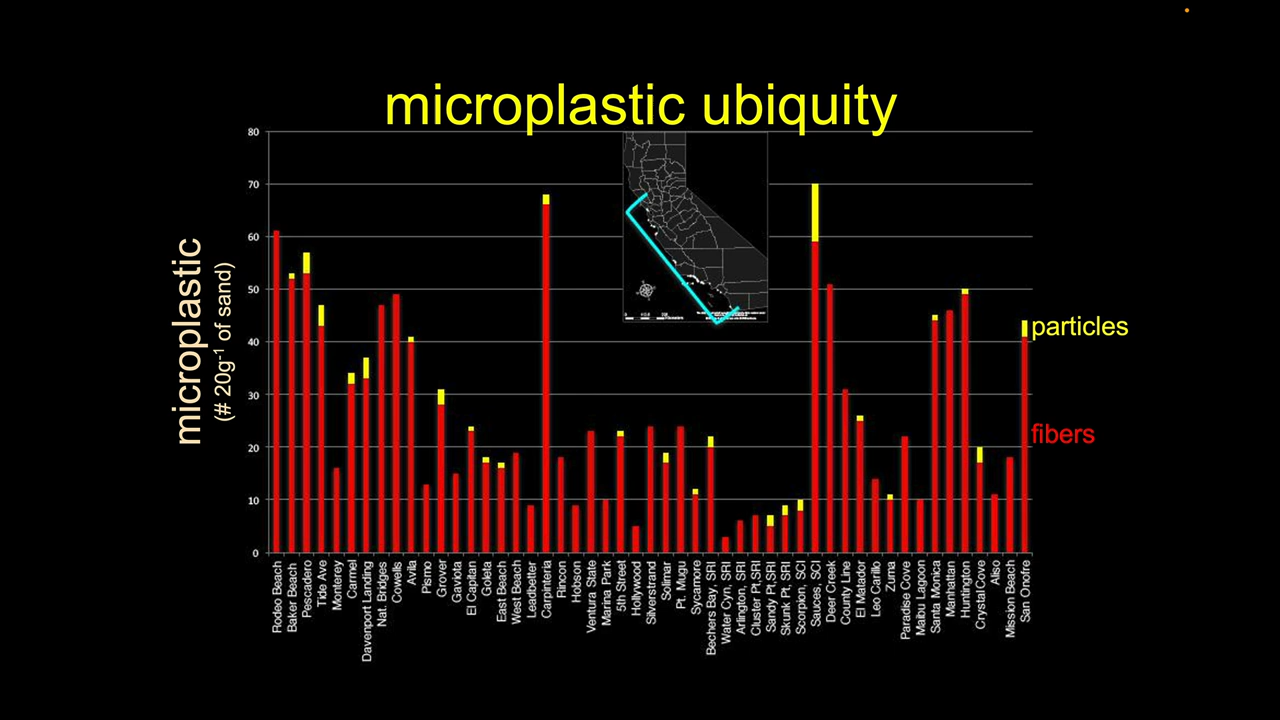 microplastic ubiquity
microplastic
(# 20g⁻¹ of sand)
80
70
60
50
40
30
20
10
0
particles
fibers
Rodeo Beach
Baker Beach
Pescadero
Tide Ave
Monterey
Carmel
Davenport Landing
Nat. Bridges
Cowells
Avila
Pismo
Grover
Gaviota
El Capitan
Goleta
East Beach
West Beach
Leadbetter
Carpinteria
Rincon
Hobson
Ventura State
Marina Park
5th Street
Hollywood
Silverstrand
Solimar
Pt. Mugu
Sycamore
Bechers Bay, SRI
Water Cyn, SRI
Arlington, SRI
Cluster Pt,SRI
Sandy Pt,SRI
Skunk Pt, SRI
Scorpion, SCI
Sauces, SCI
Deer Creek
County Line
El Matador
Leo Carillo
Zuma
Paradise Cove
Maibu Lagoon
Santa Monica
Manhattan
Huntington
CrystalCove
Aliso
Mission Beach
San Onofre